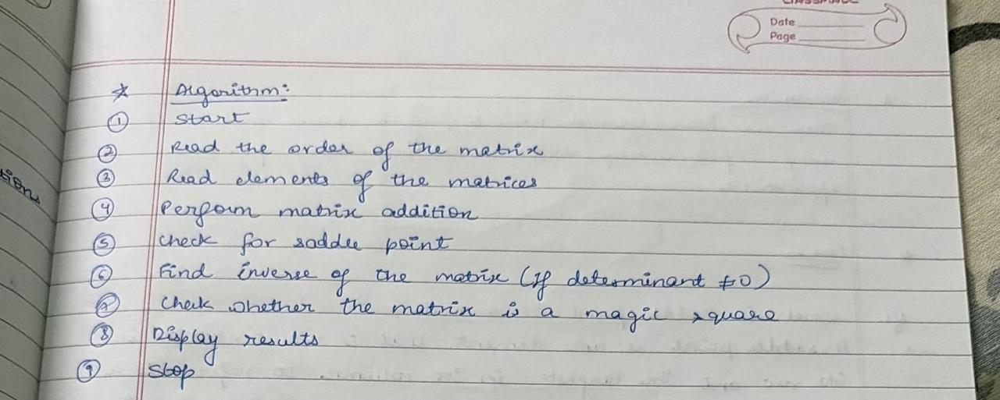 Date
Page
* Algorithm:
① Start
② Read the order of the matrix
③ Read elements of the matrices
④ Perform matrix addition
⑤ Check for saddle point
⑥ Find inverse of the matrix (If determinant ≠0)
⑦ Check whether the matrix is a magic square
⑧ Display results
⑨ Stop